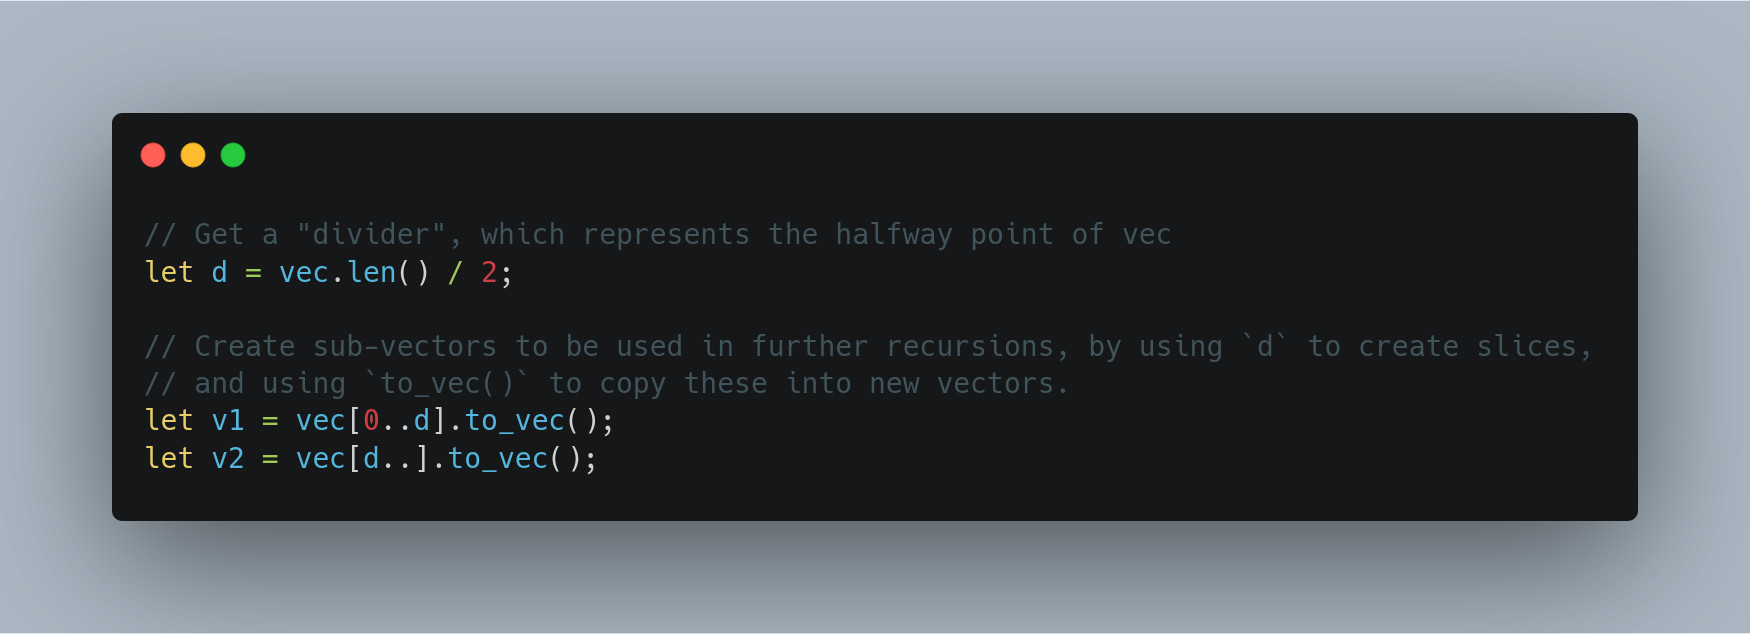 // Get a "divider", which represents the halfway point of vec
let d = vec.len() / 2;
// Create sub-vectors to be used in further recursions, by using `d` to create slices,
// and using `to_vec()` to copy these into new vectors.
let v1 = vec[0..d].to_vec();
let v2 = vec[d..].to_vec();